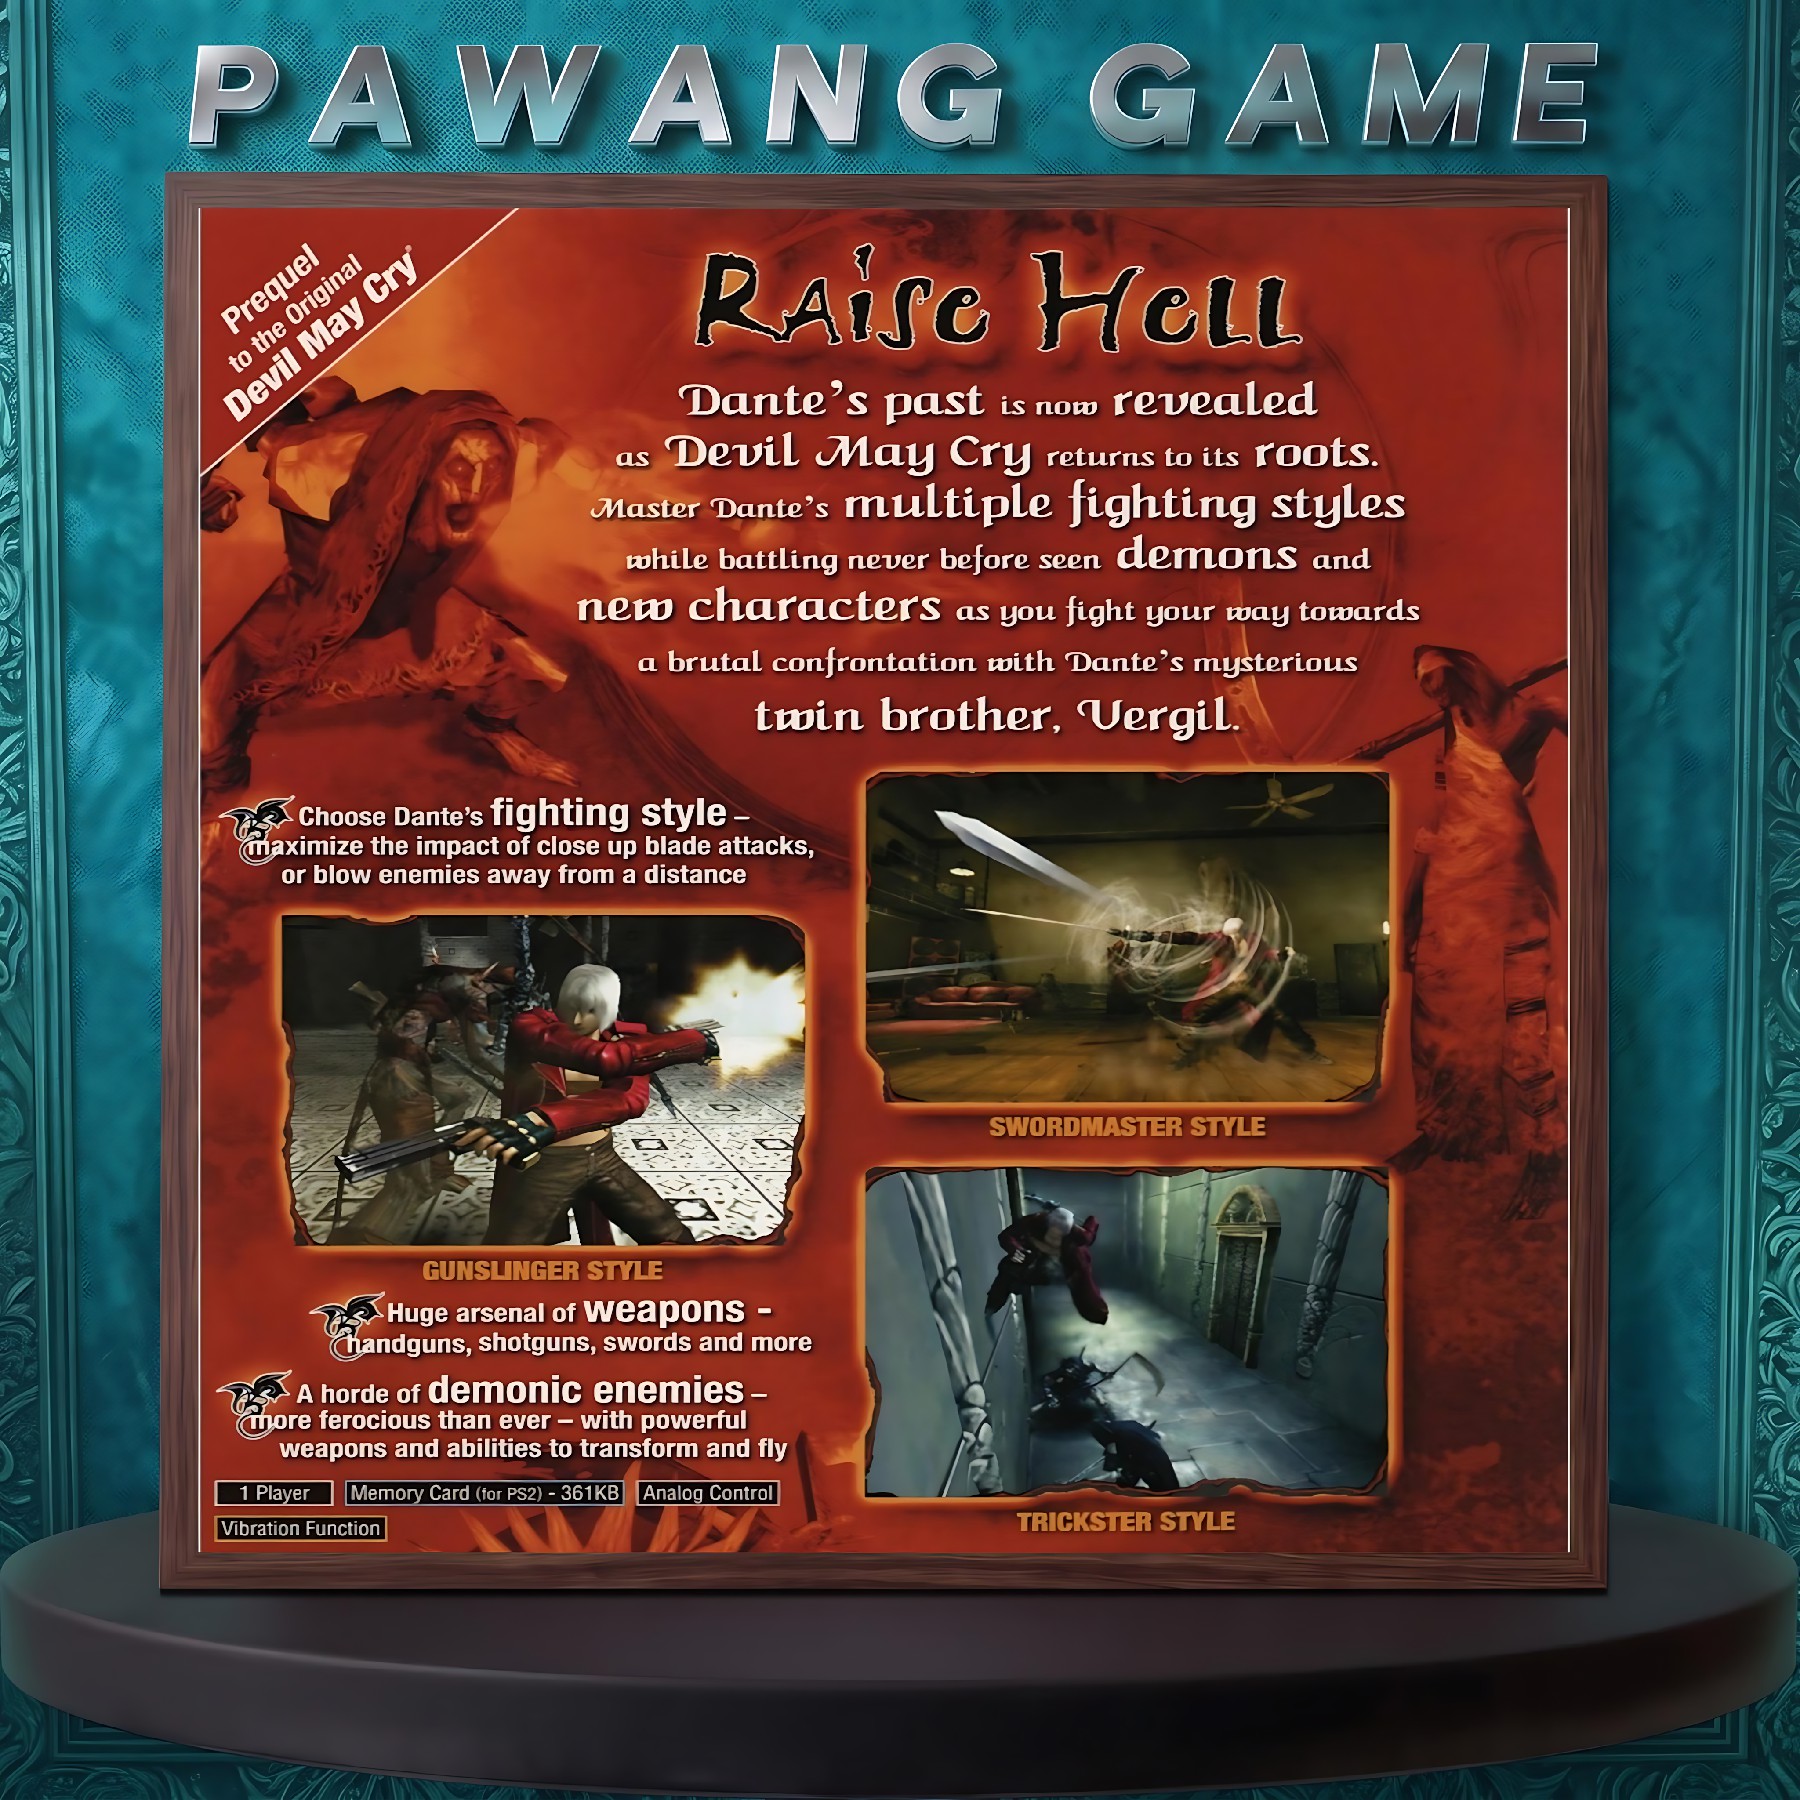 PAWANG GAME
Prequel
to the Original
Devil May Cry
Raise Hell
Dante's past is now revealed
as Devil May Cry returns to its roots.
Master Dante's multiple fighting styles
while battling never before seen demons and
new characters as you fight your way towards
a brutal confrontation with Dante's mysterious
twin brother, Vergil.
Choose Dante's fighting style –
maximize the impact of close up blade attacks,
or blow enemies away from a distance
GUNSLINGER STYLE
SWORDMASTER STYLE
Huge arsenal of weapons -
handguns, shotguns, swords and more
A horde of demonic enemies –
more ferocious than ever – with powerful
weapons and abilities to transform and fly
1 Player
Memory Card (for PS2) - 361KB
Analog Control
Vibration Function
TRICKSTER STYLE